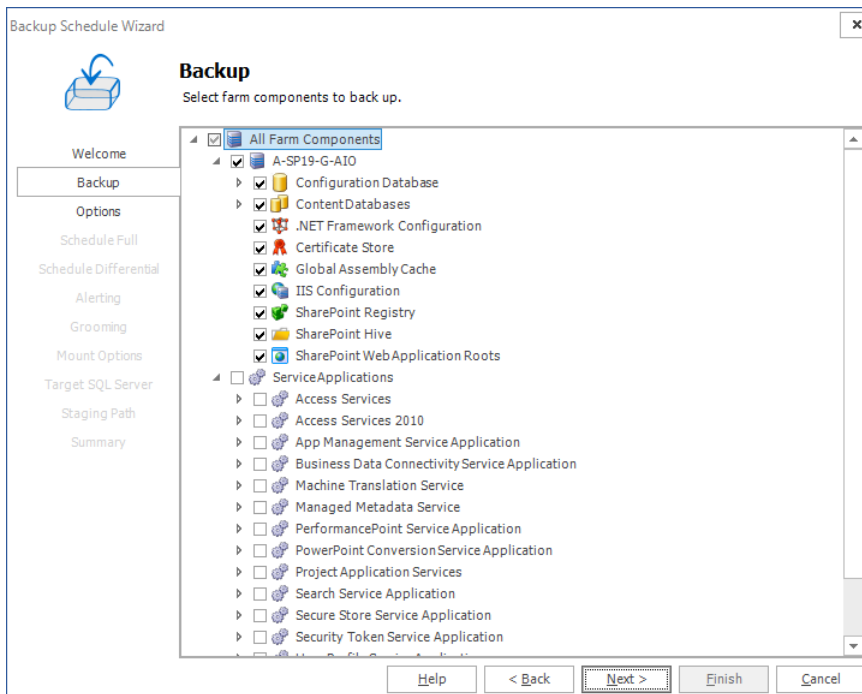 Backup Schedule Wizard
Backup
Select farm components to back up.
Welcome
Backup
Options
Schedule Full
Schedule Differential
Alerting
Grooming
Mount Options
Target SQL Server
Staging Path
Summary
All Farm Components
A-SP19-G-AIO
Configuration Database
Content Databases
.NET Framework Configuration
Certificate Store
Global Assembly Cache
IIS Configuration
SharePoint Registry
SharePoint Hive
SharePoint Web Application Roots
Service Applications
Access Services
Access Services 2010
App Management Service Application
Business Data Connectivity Service Application
Machine Translation Service
Managed Metadata Service
PerformancePoint Service Application
PowerPoint Conversion Service Application
Project Application Services
Search Service Application
Secure Store Service Application
Security Token Service Application
Help
< Back
Next >
Finish
Cancel